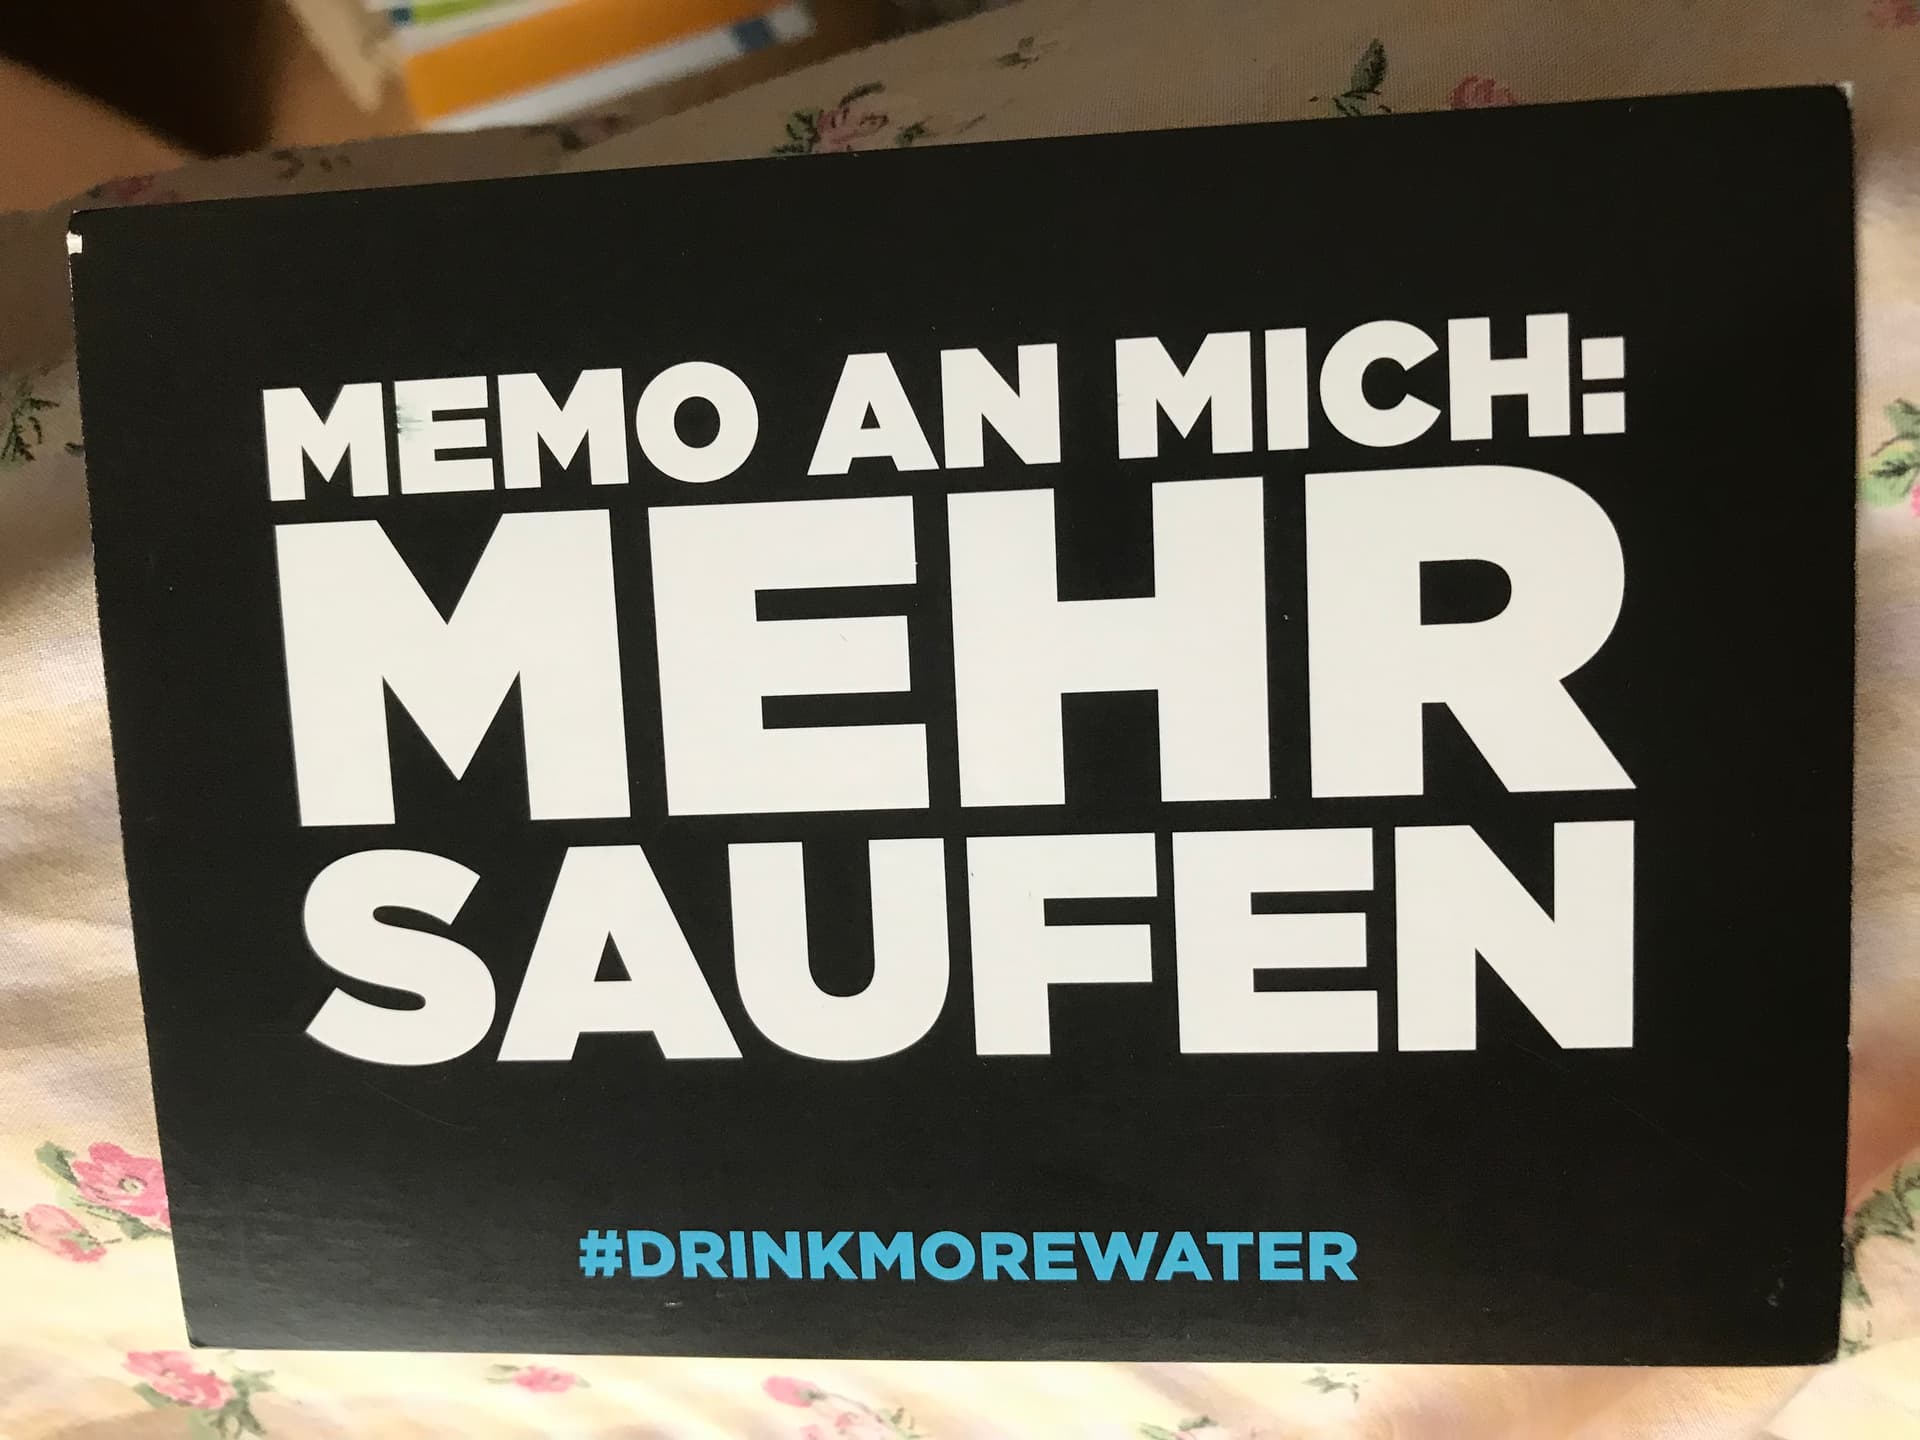 MEMO AN MICH:
MEHR
SAUFEN
#DRINKMOREWATER